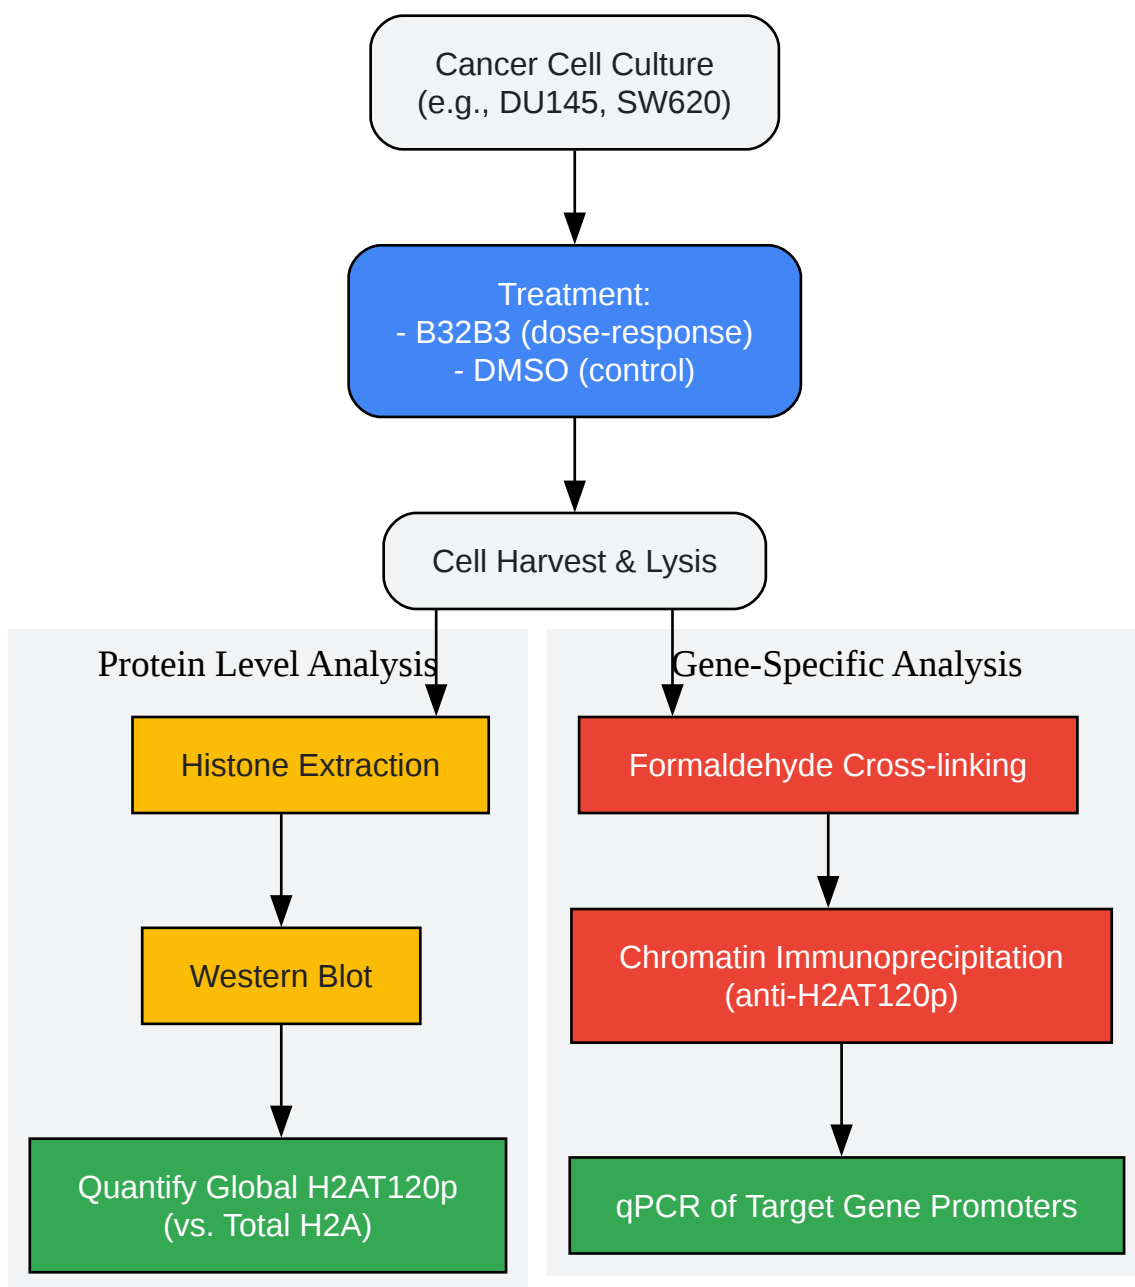 Cancer Cell Culture
(e.g., DU145, SW620)
Treatment:
- B32B3 (dose-response)
- DMSO (control)
Cell Harvest & Lysis
Protein Level Analysis
Histone Extraction
Western Blot
Quantify Global H2AT120p
(vs. Total H2A)
Gene-Specific Analysis
Formaldehyde Cross-linking
Chromatin Immunoprecipitation
(anti-H2AT120p)
qPCR of Target Gene Promoters